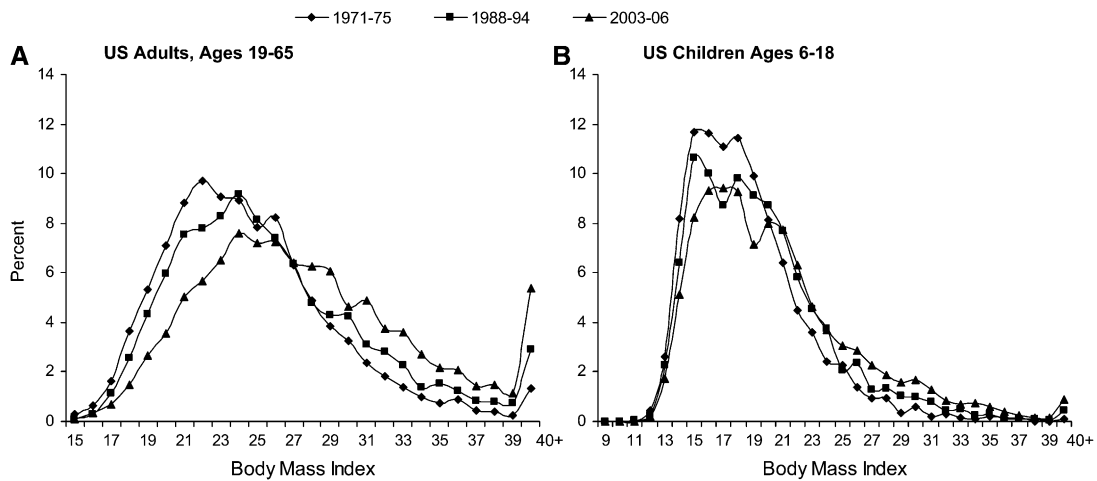 1971-75 1988-94 2003-06
A US Adults, Ages 19-65
14
12
10
8
6
4
2
0
Percent
15 17 19 21 23 25 27 29 31 33 35 37 39 40+
Body Mass Index
B US Children Ages 6-18
14
12
10
8
6
4
2
0
9 11 13 15 17 19 21 23 25 27 29 31 33 35 37 39 40+
Body Mass Index